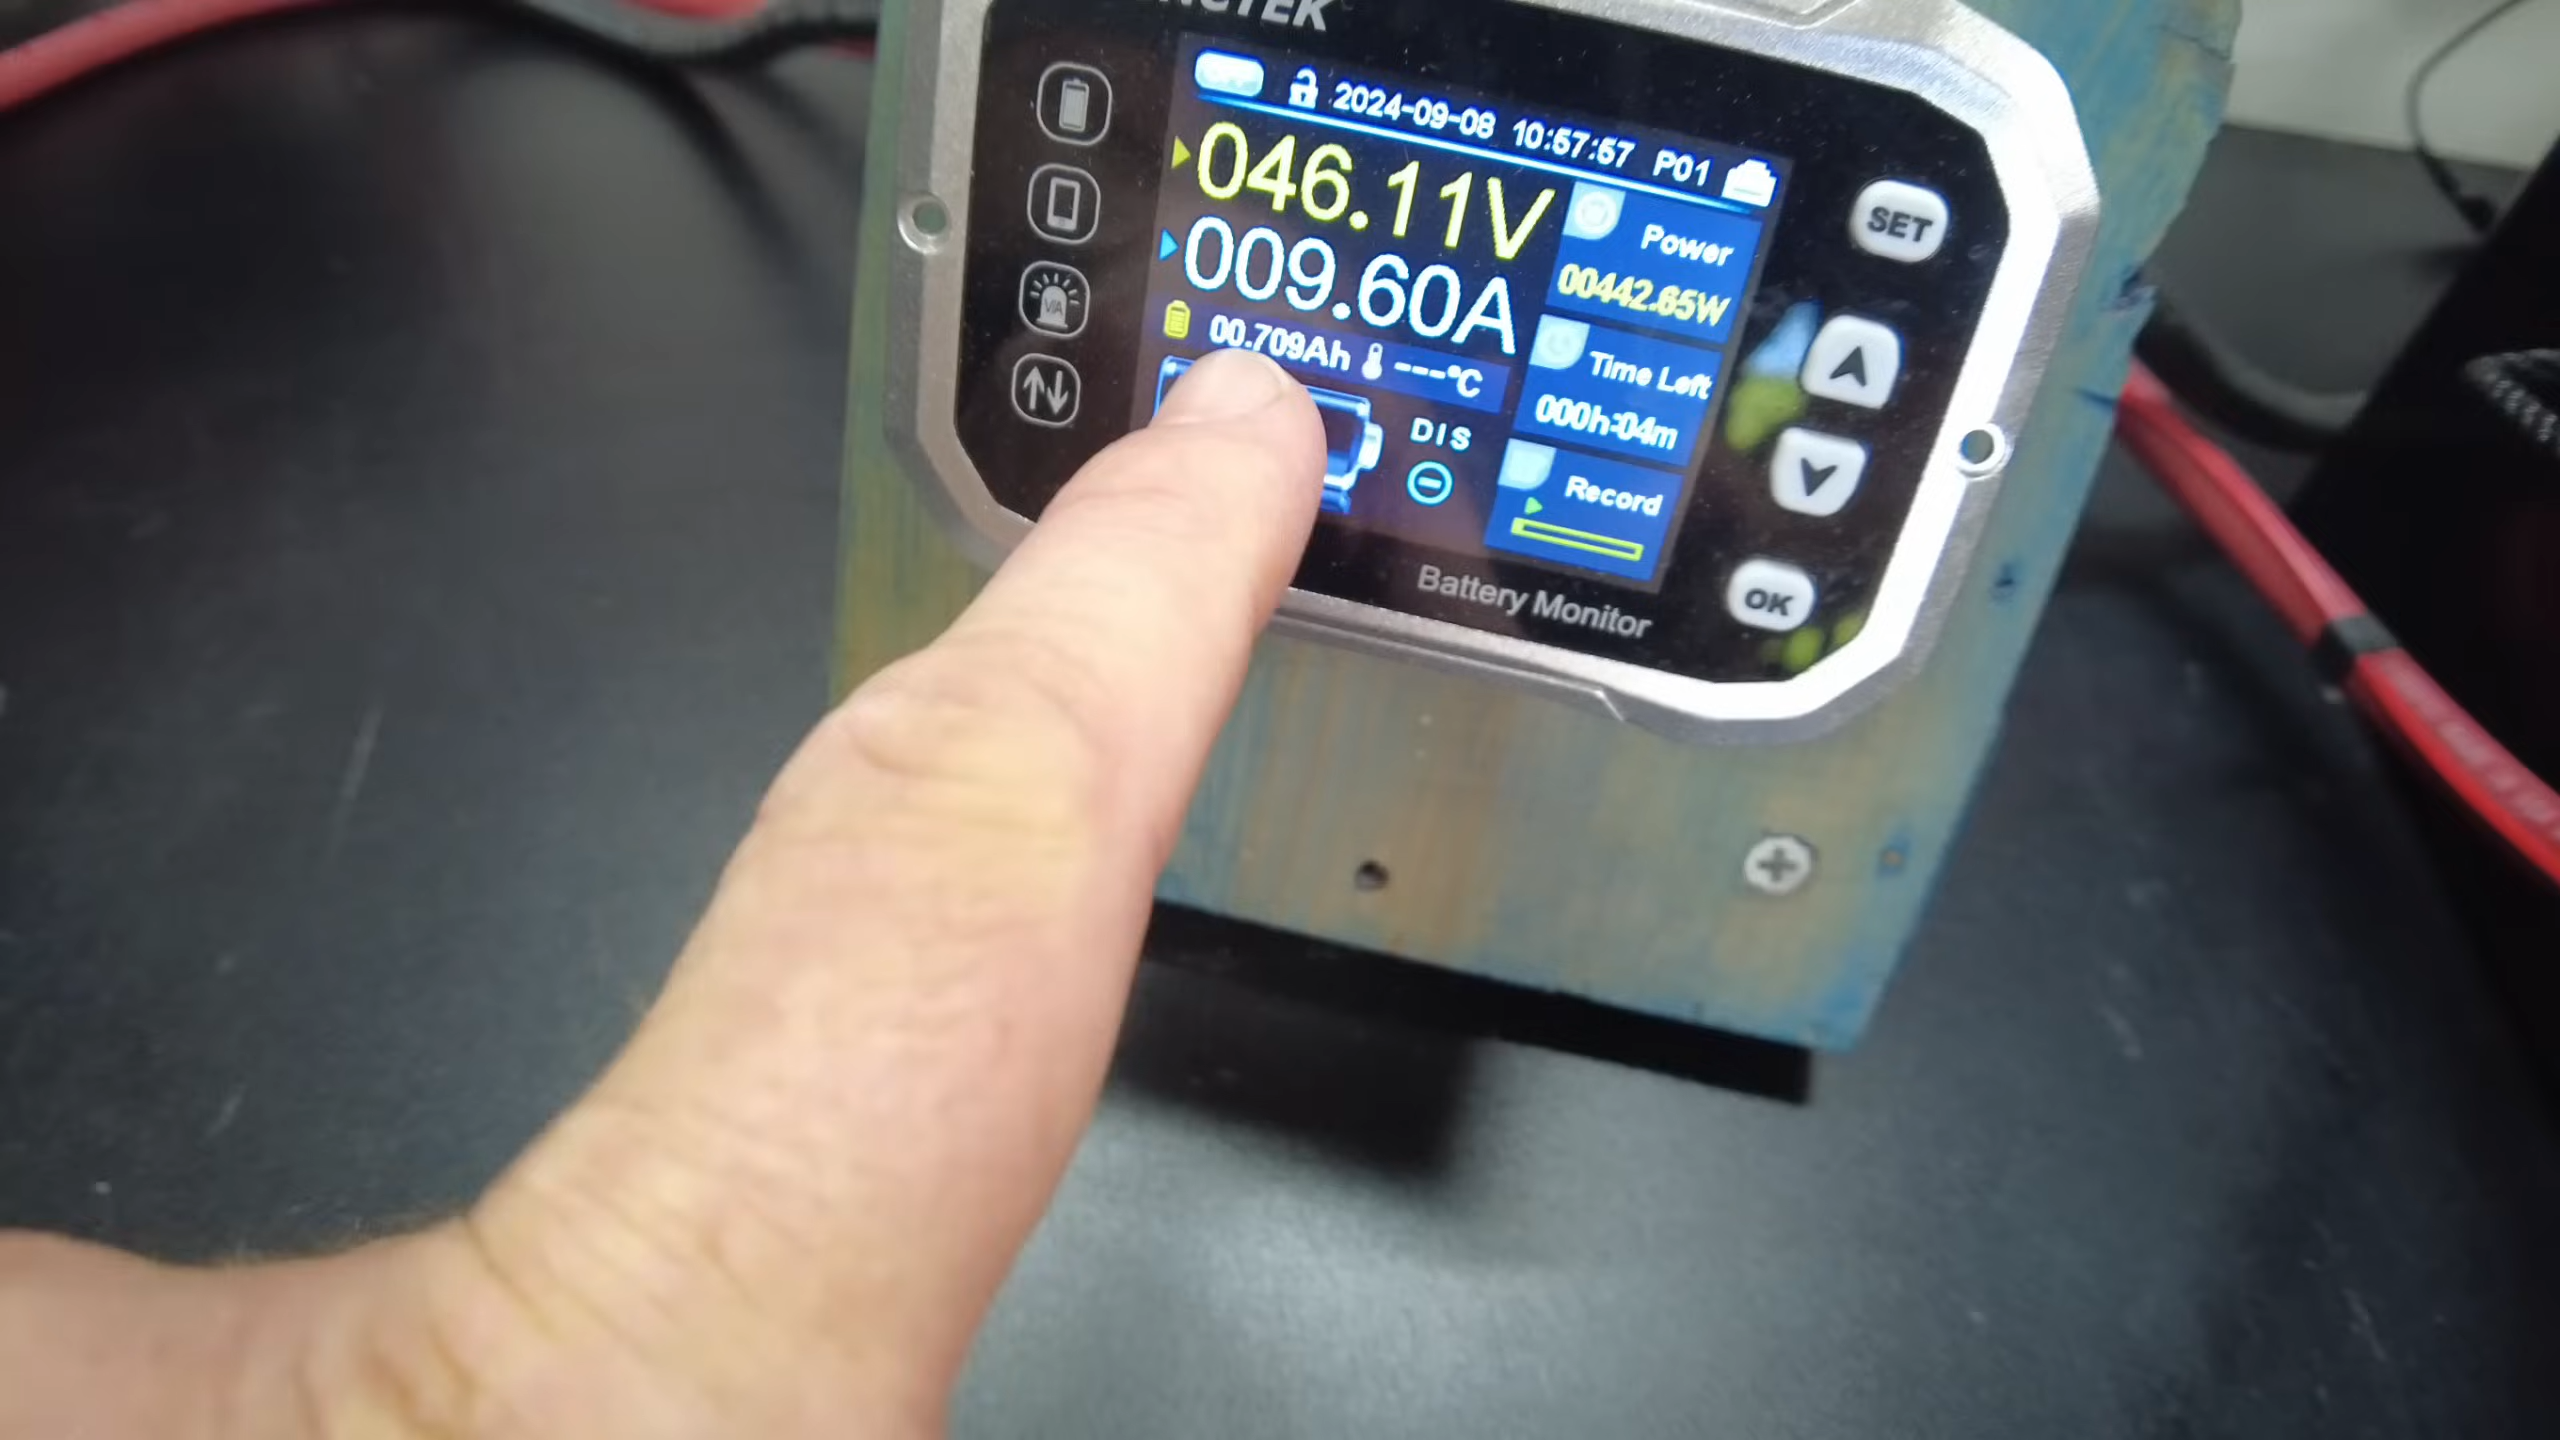 2024-09-08 10:57:57 P01
046.11V
009.60A
00.709Ah ---°C
DIS
Power
00442.65W
Time Left
000h:04m
Record
SET
OK
V/A
Battery Monitor